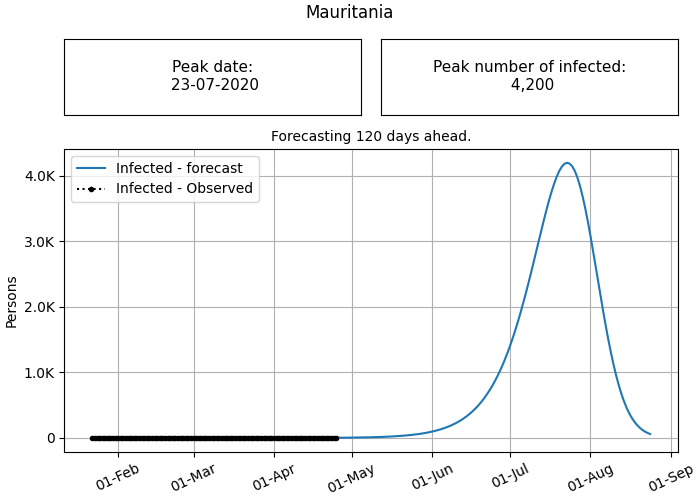 Mauritania
Peak date:
23-07-2020
Peak number of infected:
4,200
Forecasting 120 days ahead.
Infected - forecast
Infected - Observed
4.0K
3.0K
2.0K
1.0K
0
Persons
01-Feb
01-Mar
01-Apr
01-May
01-Jun
01-Jul
01-Aug
01-Sep